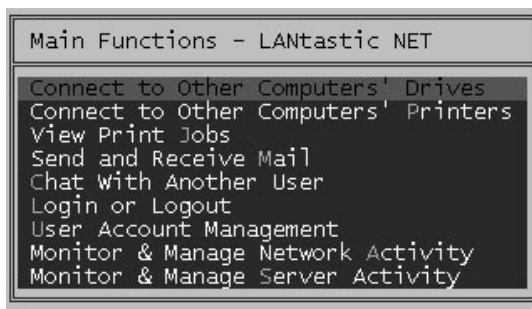 Main Functions - LANtastic NET
Connect to Other Computers' Drives
Connect to Other Computers' Printers
View Print Jobs
Send and Receive Mail
Chat With Another User
Login or Logout
User Account Management
Monitor & Manage Network Activity
Monitor & Manage Server Activity